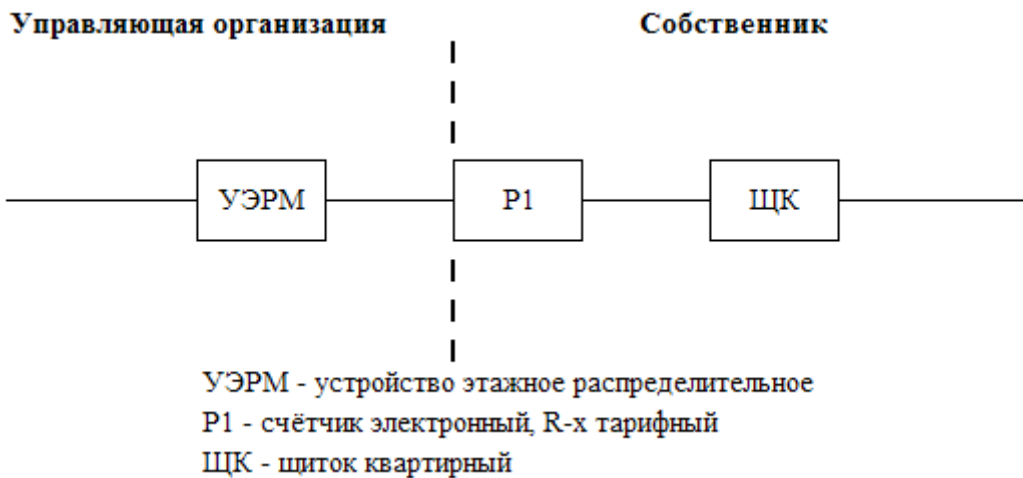 Управляющая организация
Собственник
УЭРМ
Р1
ЩК
УЭРМ - устройство этажное распределительное
Р1 - счётчик электронный, R-х тарифный
ЩК - щиток квартирный